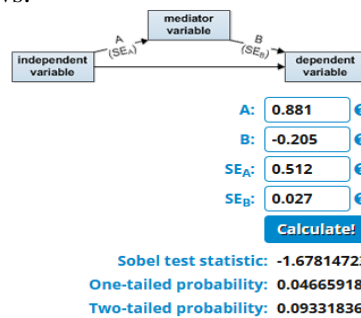 mediator
variable
A
(SEA)
B
(SEB)
independent
variable
dependent
variable
A: 0.881
B: -0.205
SEA: 0.512
SEB: 0.027
Calculate!
Sobel test statistic: -1.6781472
One-tailed probability: 0.04665918
Two-tailed probability: 0.09331836